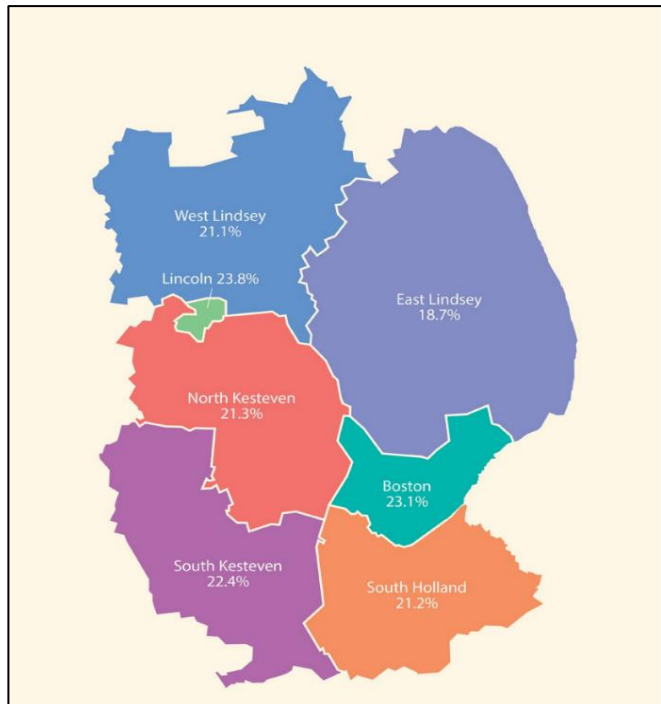 West Lindsey
21.1%
Lincoln 23.8%
East Lindsey
18.7%
North Kesteven
21.3%
Boston
23.1%
South Kesteven
22.4%
South Holland
21.2%